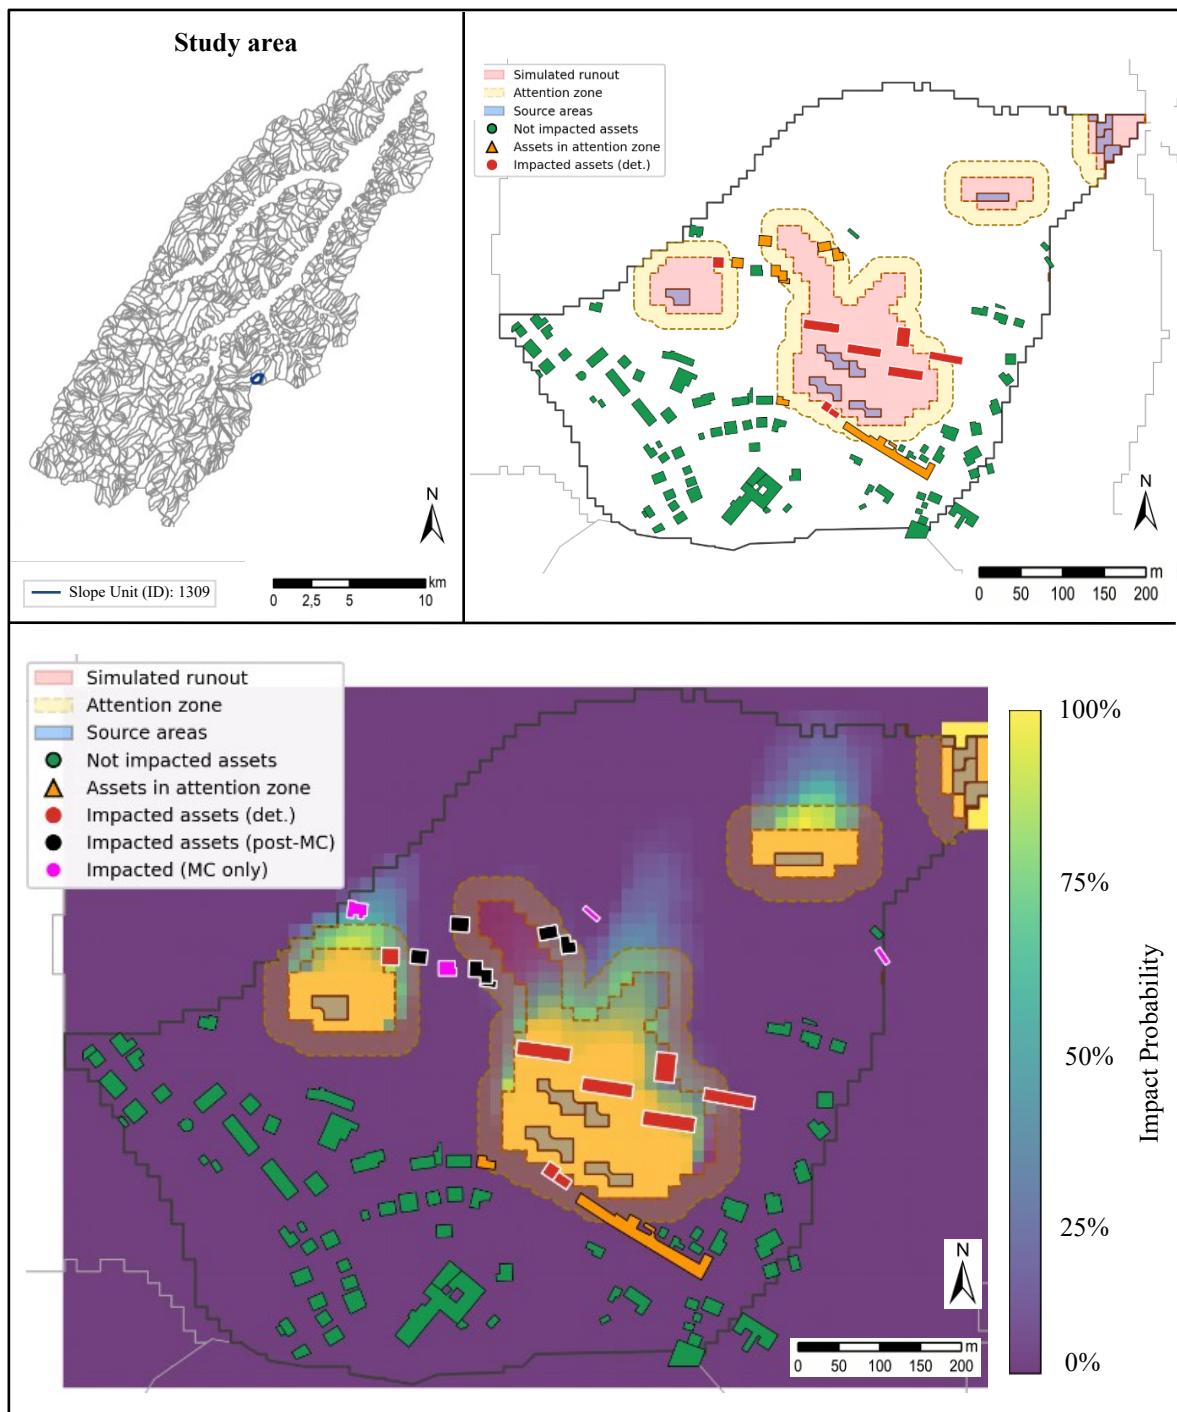 Study area
N
Slope Unit (ID): 1309
km
0 2,5 5 10
Simulated runout
Attention zone
Source areas
Not impacted assets
Assets in attention zone
Impacted assets (det.)
N
m
0 50 100 150 200
Simulated runout
Attention zone
Source areas
Not impacted assets
Assets in attention zone
Impacted assets (det.)
Impacted assets (post-MC)
Impacted (MC only)
N
m
0 50 100 150 200
100%
75%
50%
25%
0%
Impact Probability